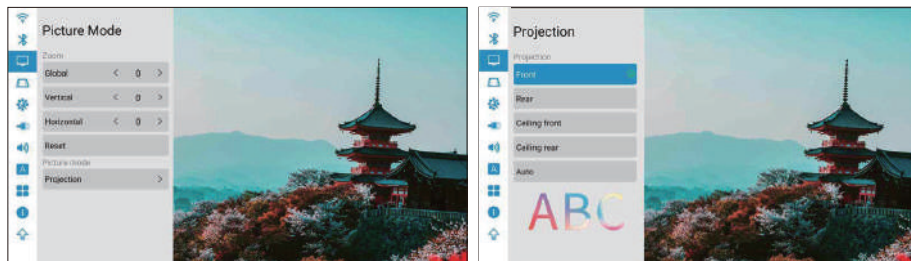 Picture Mode
Zoom
Global < 0 >
Vertical < 0 >
Horizontal < 0 >
Reset
Picture mode
Projection >
A
Projection
Projection
Front
Rear
Ceiling front
Ceiling rear
Auto
ABC
A